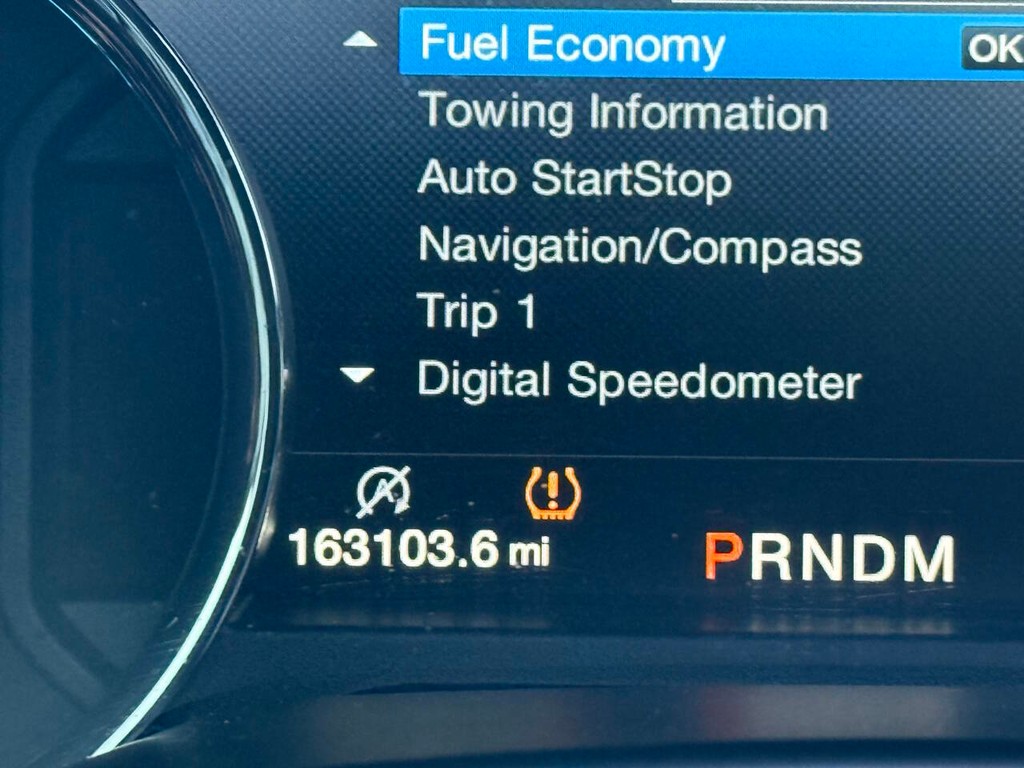 Fuel Economy OK
Towing Information
Auto StartStop
Navigation/Compass
Trip 1
Digital Speedometer
163103.6 mi
PRNDM